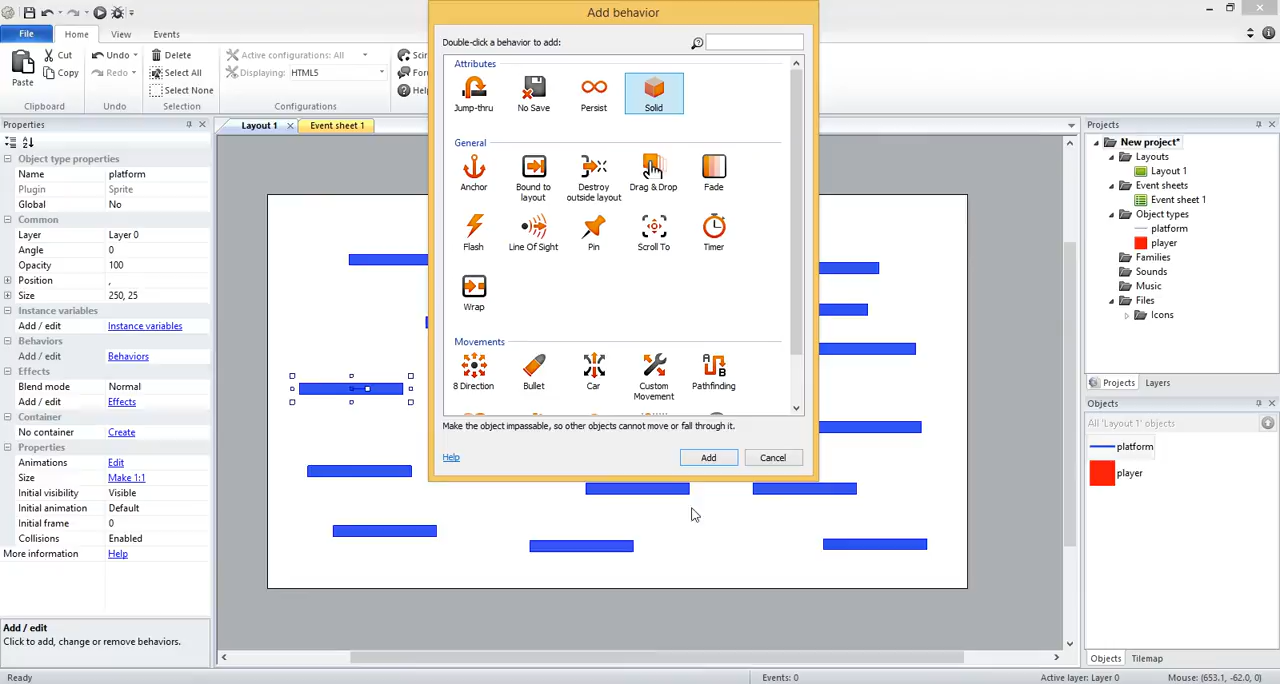 File
Home
View
Events
Paste
Cut
Copy
Clipboard
Undo
Redo
Undo
Delete
Select All
Select None
Selection
Active configurations: All
Displaying: HTML5
Configurations
Help
Properties
Object type properties
Name platform
Plugin Sprite
Global No
Common
Layer Layer 0
Angle 0
Opacity 100
Position ,
Size 250, 25
Instance variables
Add / edit Instance variables
Behaviors
Add / edit Behaviors
Effects
Blend mode Normal
Add / edit Effects
Container
No container Create
Properties
Animations Edit
Size Make 1:1
Initial visibility Visible
Initial animation Default
Initial frame 0
Collisions Enabled
More information Help
Add / edit
Click to add, change or remove behaviors.
Ready
Layout 1
Event sheet 1
Add behavior
Double-click a behavior to add:
Attributes
Jump-thru
No Save
Persist
Solid
General
Anchor
Bound to layout
Destroy outside layout
Drag & Drop
Fade
Flash
Line Of Sight
Pin
Scroll To
Timer
Wrap
Movements
8 Direction
Bullet
Car
Custom Movement
Pathfinding
Make the object impassable, so other objects cannot move or fall through it.
Help
Add
Cancel
Projects
New project*
Layouts
Layout 1
Event sheets
Event sheet 1
Object types
platform
player
Families
Sounds
Music
Files
Icons
Projects
Layers
Objects
All 'Layout 1' objects
platform
player
Objects
Tilemap
Events: 0
Active layer: Layer 0
Mouse: (653.1, -62.0, 0)